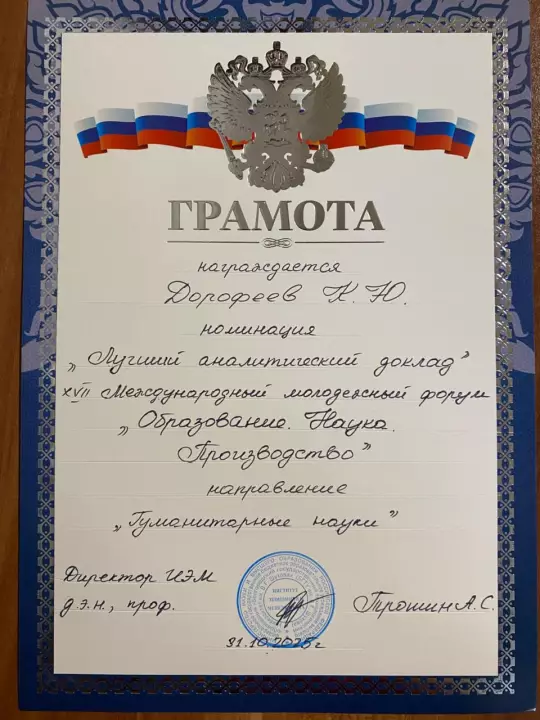 ГРАМОТА
награждается
Дорофеев К. Ю.
номинация
„Лучший аналитический доклад”
XVII Международный молодежный форум
„Образование. Наука.
Производство”
направление
„Гуманитарные науки”
Директор ИЭМ
д.э.н., проф.
Трошин А.С.
ИНСТИТУТ
31.10.2025г